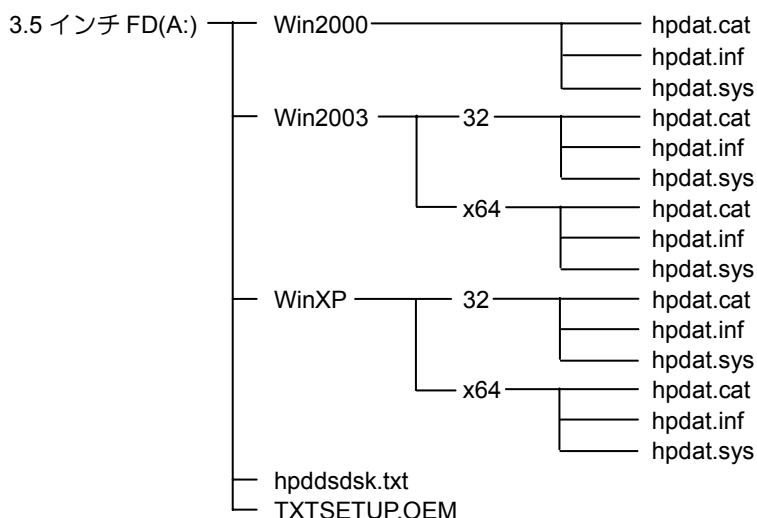 3.5 インチ FD(A:) Win2000 hpdat.cat
hpdat.inf
hpdat.sys
Win2003 32 hpdat.cat
hpdat.inf
hpdat.sys
x64 hpdat.cat
hpdat.inf
hpdat.sys
WinXP 32 hpdat.cat
hpdat.inf
hpdat.sys
x64 hpdat.cat
hpdat.inf
hpdat.sys
hpddsdsk.txt
TXTSETUP.OEM